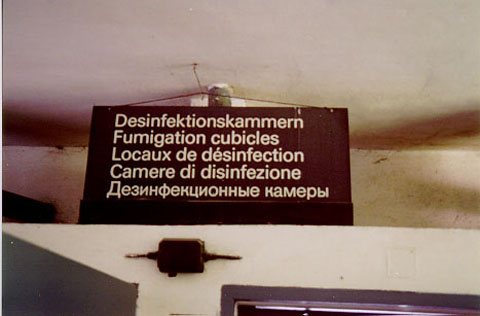 Desinfektionskammern
Fumigation cubicles
Locaux de désinfection
Camere di disinfezione
Дезинфекционные камеры